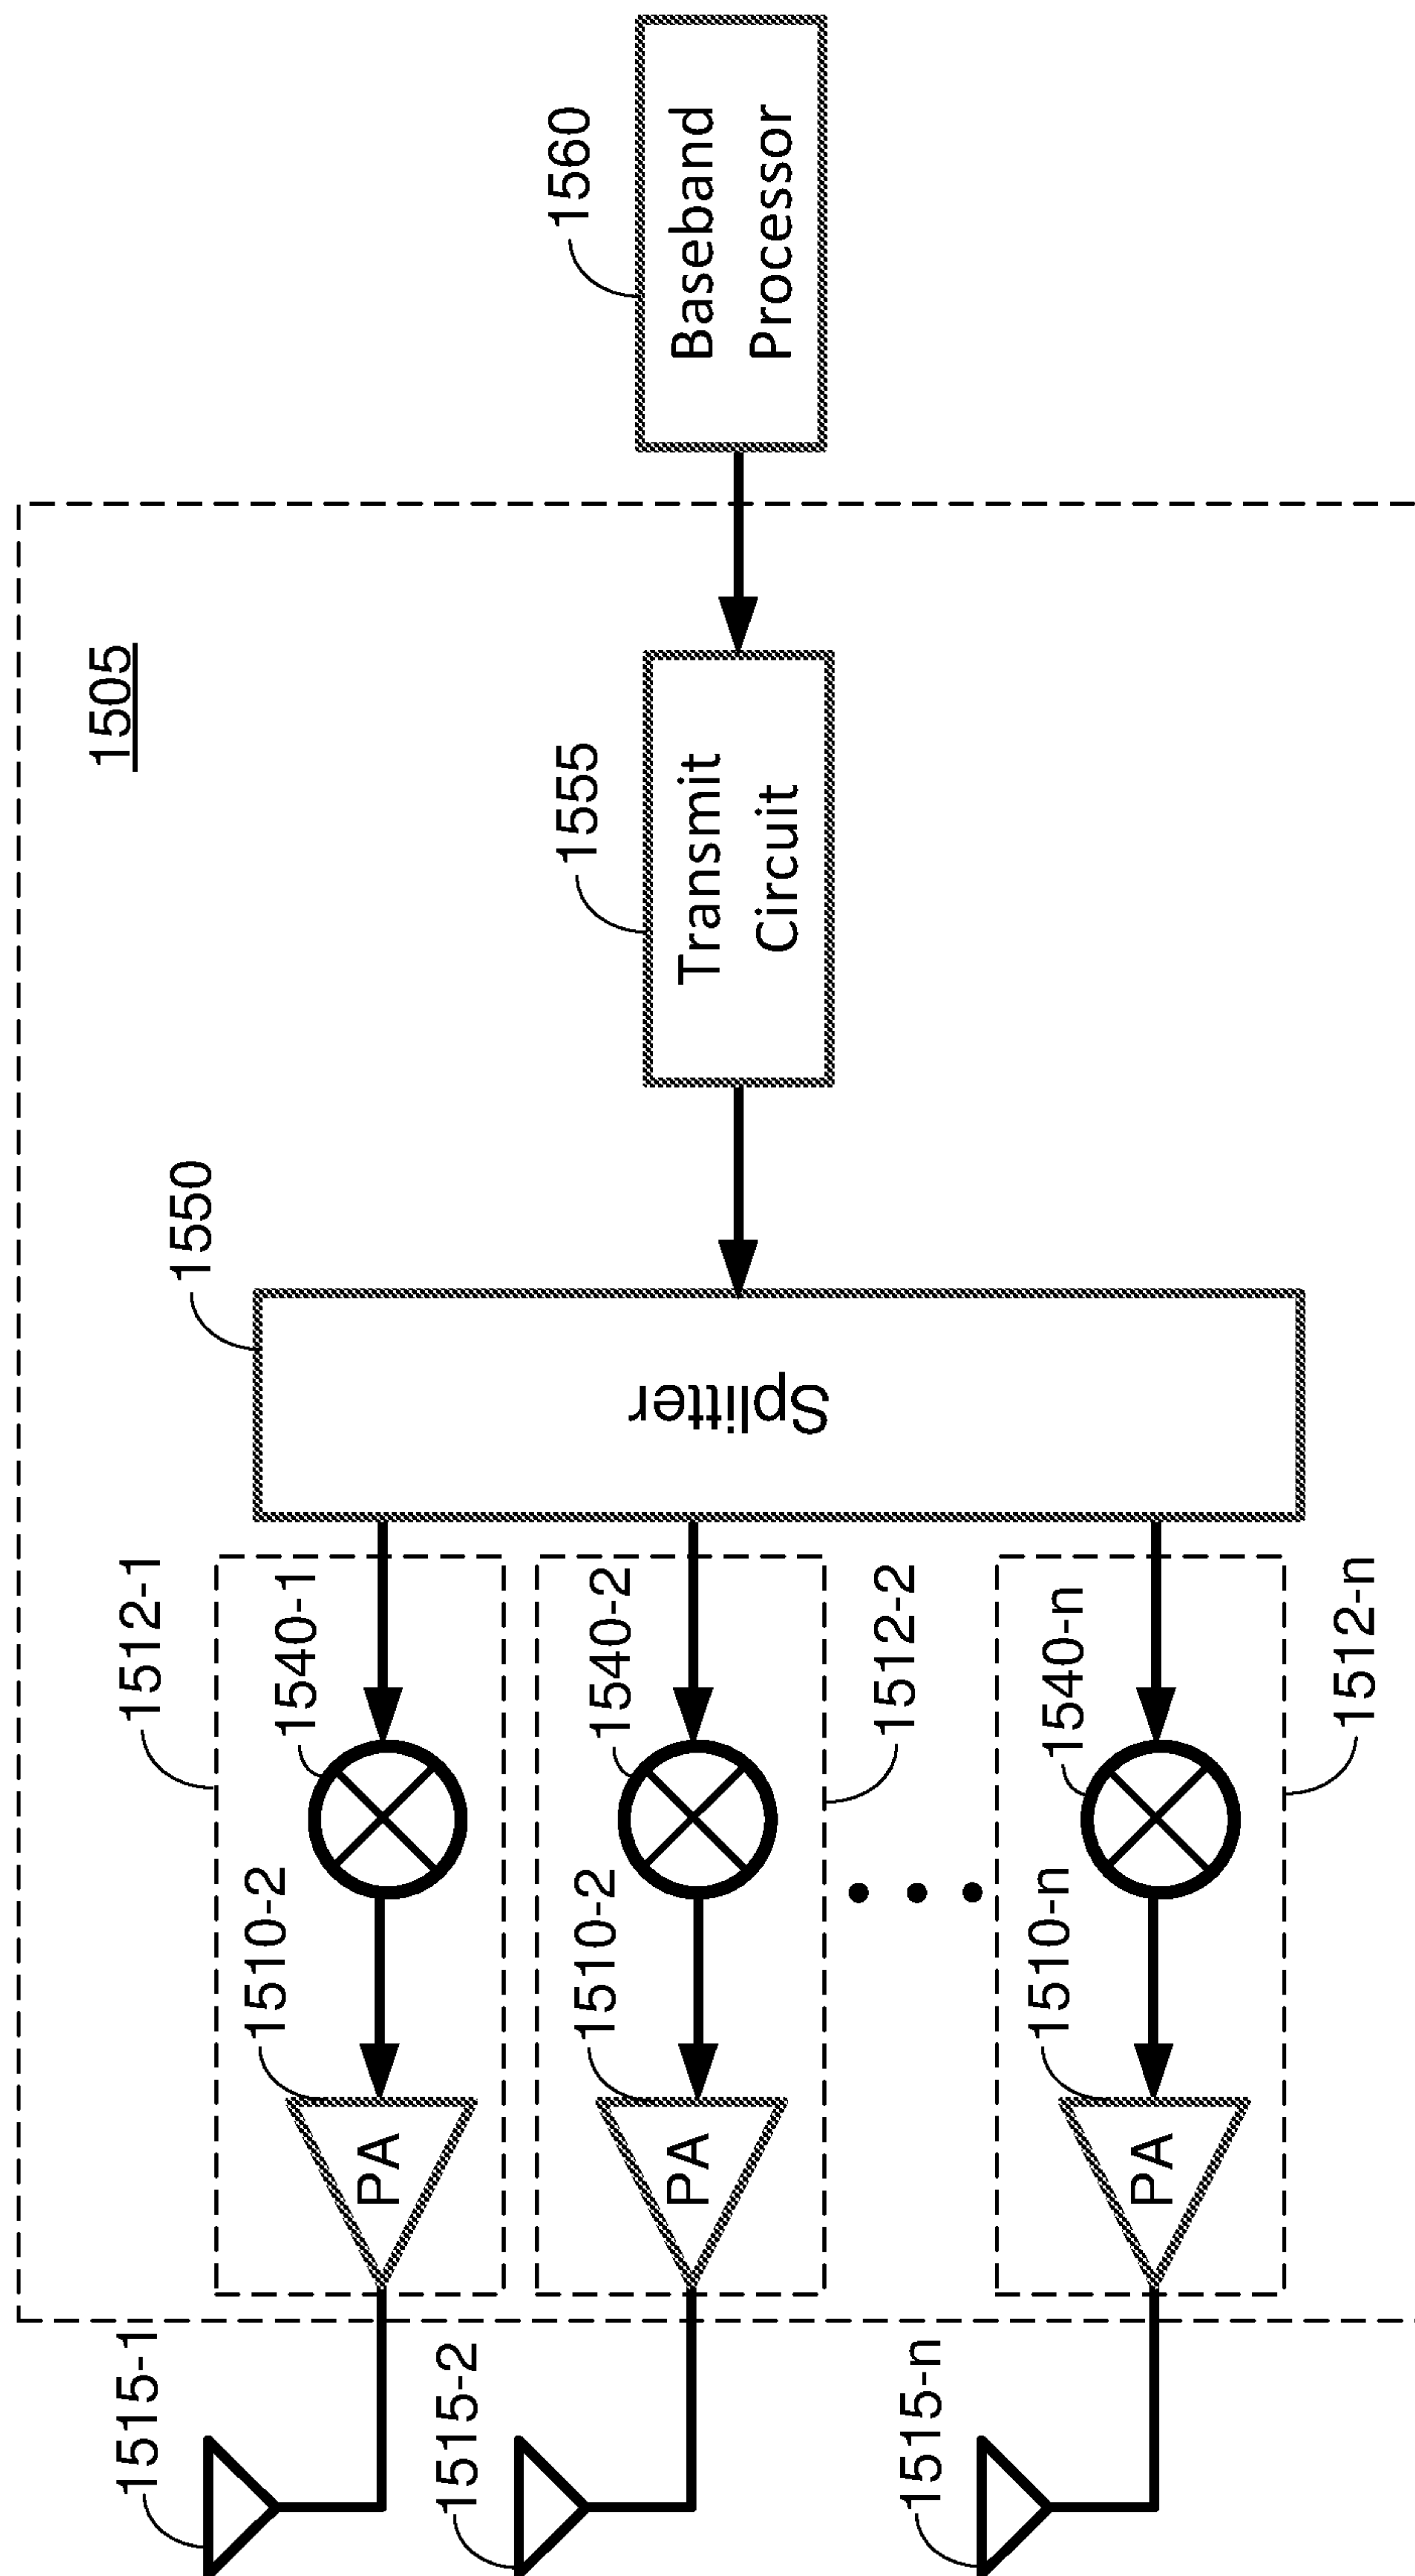 1505
1560
Baseband
Processor
1555
Transmit
Circuit
1550
Splitter
1512-1
1540-1
1510-2
PA
1515-1
1512-2
1540-2
1510-2
PA
1515-2
1512-n
1540-n
1510-n
PA
1515-n